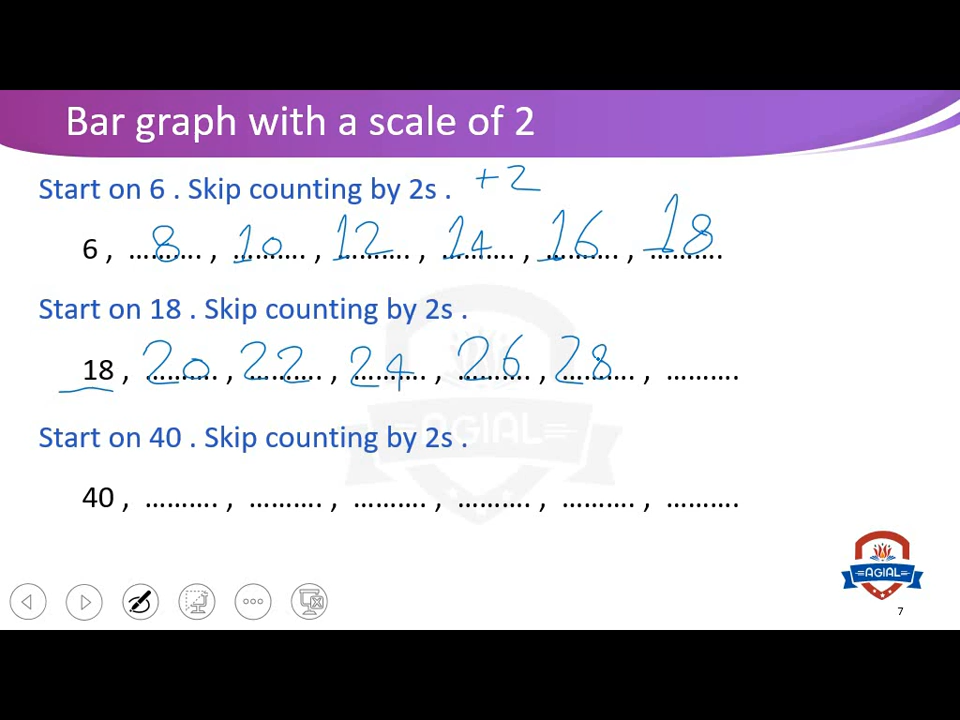 Bar graph with a scale of 2
Start on 6 . Skip counting by 2s . +2
6 , 8 , 10 , 12 , 14 , 16 , 18
Start on 18 . Skip counting by 2s .
18 , 20 , 22 , 24 , 26 , 28 , ……….
Start on 40 . Skip counting by 2s .
40 , ………. , ………. , ………. , ………. , ………. , ……….
AGIAL
AGIAL
7